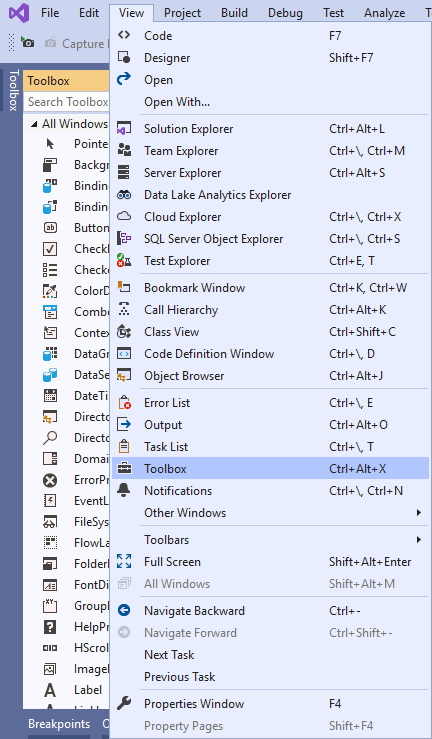 File Edit View Project Build Debug Test Analyze
Capture
Toolbox
Toolbox
Search Toolbox
All Windows
Pointe
Backgr
Bindin
Bindin
Button
Checkl
Checke
ColorD
Combo
Contex
DataGr
DataSe
DateTi
Directo
Directo
Domai
ErrorPr
EventL
FileSys
FlowLa
FolderI
FontDi
GroupI
HelpPr
HScrol
ImageI
Label
Breakpoints
Code F7
Designer Shift+F7
Open
Open With...
Solution Explorer Ctrl+Alt+L
Team Explorer Ctrl+\, Ctrl+M
Server Explorer Ctrl+Alt+S
Data Lake Analytics Explorer
Cloud Explorer Ctrl+\, Ctrl+X
SQL Server Object Explorer Ctrl+\, Ctrl+S
Test Explorer Ctrl+E, T
Bookmark Window Ctrl+K, Ctrl+W
Call Hierarchy Ctrl+Alt+K
Class View Ctrl+Shift+C
Code Definition Window Ctrl+\, D
Object Browser Ctrl+Alt+J
Error List Ctrl+\, E
Output Ctrl+Alt+O
Task List Ctrl+\, T
Toolbox Ctrl+Alt+X
Notifications Ctrl+\, Ctrl+N
Other Windows
Toolbars
Full Screen Shift+Alt+Enter
All Windows Shift+Alt+M
Navigate Backward Ctrl+-
Navigate Forward Ctrl+Shift+-
Next Task
Previous Task
Properties Window F4
Property Pages Shift+F4